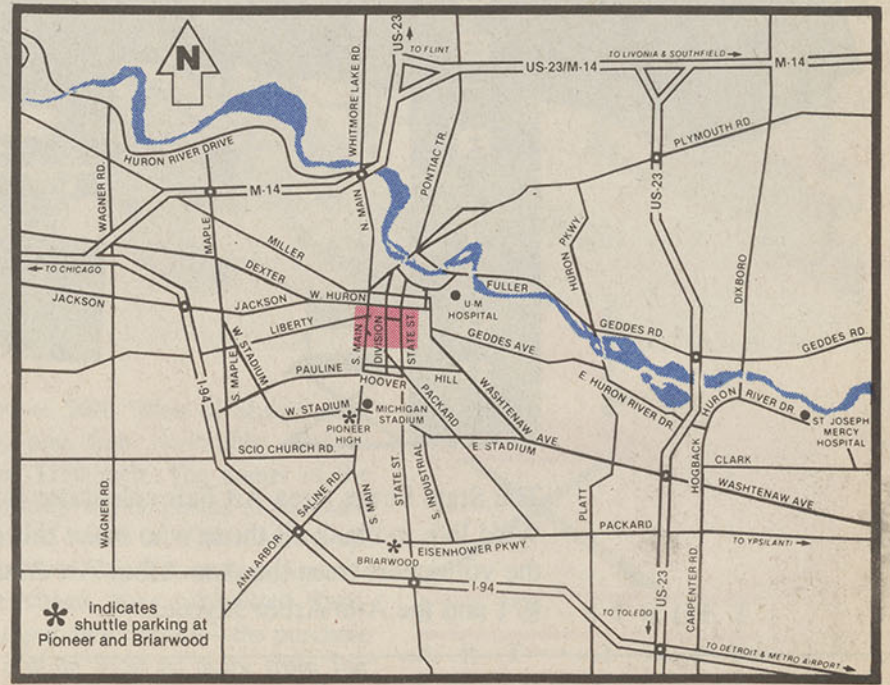 N
US-23
TO FLINT
WHITMORE LAKE RD.
US-23/M-14
TO LIVONIA & SOUTHFIELD
M-14
HURON RIVER DRIVE
PONTIAC TR.
PLYMOUTH RD.
WAGNER RD.
M-14
N. MAIN
US-23
MAPLE
MILLER
HURON PKWY.
DIXBORO
TO CHICAGO
DEXTER
JACKSON
JACKSON
W. HURON
FULLER
U-M
HOSPITAL
LIBERTY
S. MAIN
DIVISION
STATE ST.
GEDDES AVE
GEDDES RD.
GEDDES RD.
W. STADIUM
S. MAPLE
PAULINE
HOOVER
HILL
I-94
W. STADIUM
MICHIGAN
STADIUM
PIONEER
HIGH
PACKARD
WASHTENAW AVE
E. HURON RIVER DR.
HURON RIVER DR.
ST JOSEPH
MERCY
HOSPITAL
SCIO CHURCH RD.
E. STADIUM
CLARK
HOGBACK
WASHTENAW AVE
WAGNER RD.
ANN ARBOR SALINE RD.
S. MAIN
STATE ST.
S. INDUSTRIAL
PLATT
PACKARD
TO YPSILANTI
EISENHOWER PKWY
BRIARWOOD
I-94
US-23
CARPENTER RD.
TO TOLEDO
TO DETROIT & METRO AIRPORT
* indicates
shuttle parking at
Pioneer and Briarwood